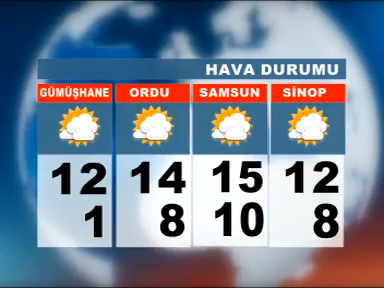 HAVA DURUMU
GÜMÜŞHANE ORDU SAMSUN SİNOP
12 14 15 12
1 8 10 8